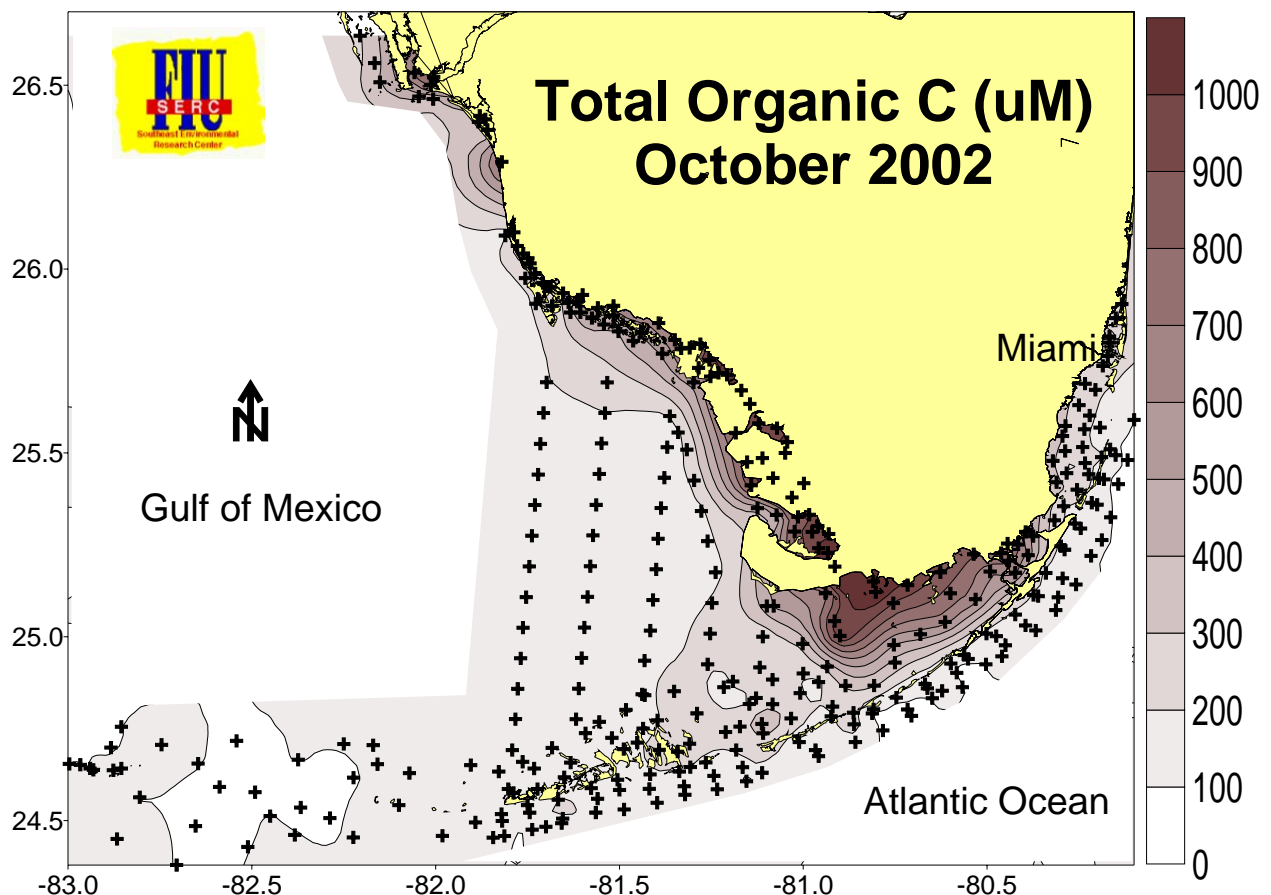 FIU
SERC
Southeast Environmental
Research Center
Total Organic C (uM)
October 2002
Miami
N
Gulf of Mexico
Atlantic Ocean
26.5
26.0
25.5
25.0
24.5
-83.0
-82.5
-82.0
-81.5
-81.0
-80.5
1000
900
800
700
600
500
400
300
200
100
0